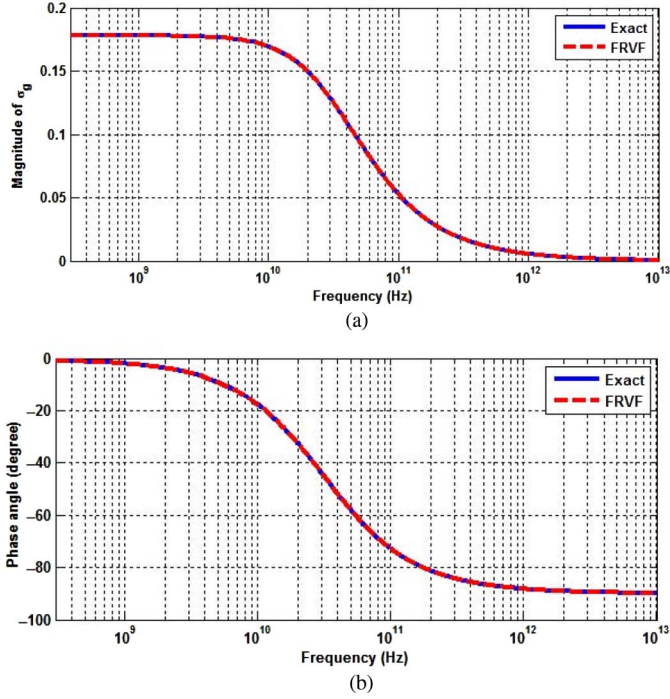 0.2
0.15
0.1
0.05
0
Magnitude of σg
Exact
FRVF
10^9
10^10
10^11
10^12
10^13
Frequency (Hz)
(a)
0
−20
−40
−60
−80
−100
Phase angle (degree)
Exact
FRVF
10^9
10^10
10^11
10^12
10^13
Frequency (Hz)
(b)